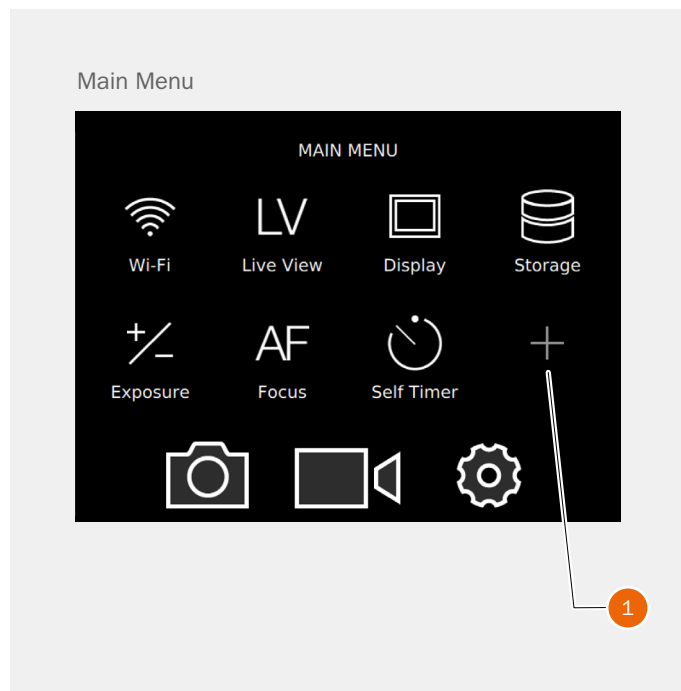 Main Menu
MAIN MENU
Wi-Fi LV Live View Display Storage
Exposure AF Focus Self Timer
1